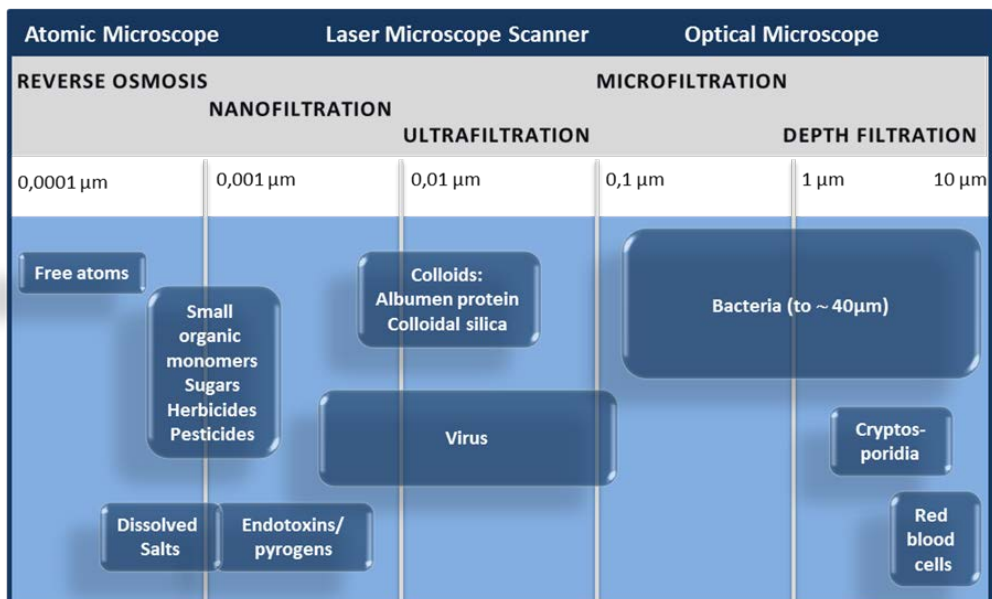 Atomic Microscope
Laser Microscope Scanner
Optical Microscope
REVERSE OSMOSIS
NANOFILTRATION
ULTRAFILTRATION
MICROFILTRATION
DEPTH FILTRATION
0,0001 µm
0,001 µm
0,01 µm
0,1 µm
1 µm
10 µm
Free atoms
Small
organic
monomers
Sugars
Herbicides
Pesticides
Colloids:
Albumen protein
Colloidal silica
Bacteria (to ~ 40µm)
Virus
Cryptos-
poridia
Dissolved
Salts
Endotoxins/
pyrogens
Red
blood
cells